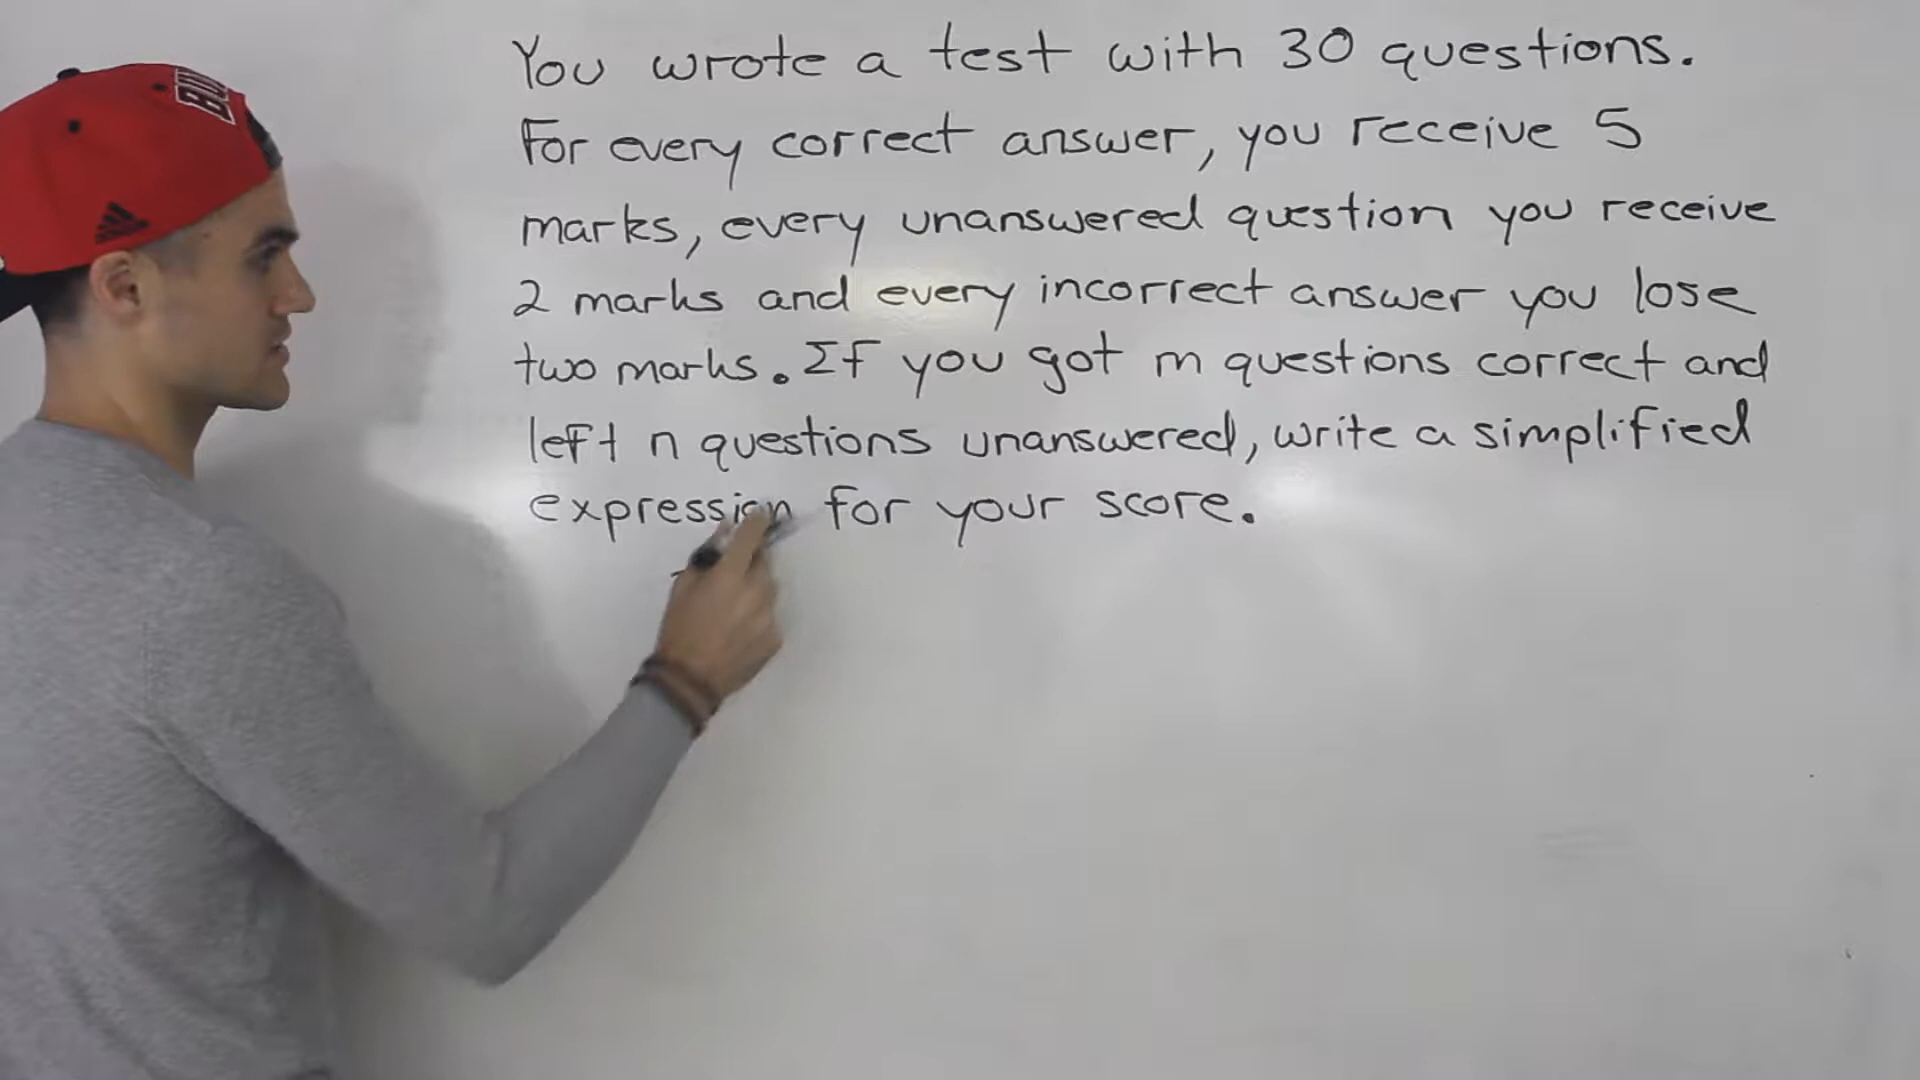 You wrote a test with 30 questions.
For every correct answer, you receive 5
marks, every unanswered question you receive
2 marks and every incorrect answer you lose
two marks. If you got m questions correct and
left n questions unanswered, write a simplified
expression for your score.